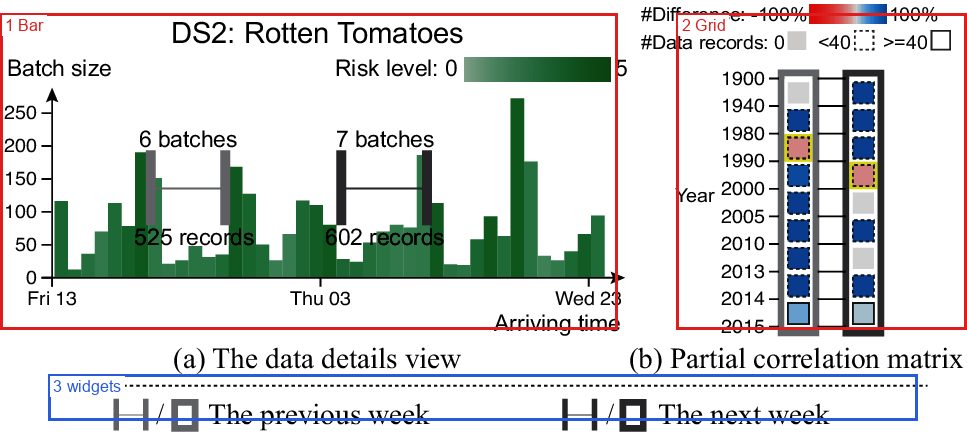 1 Bar
DS2: Rotten Tomatoes
Batch size
Risk level: 0 5
250
200
150
100
50
0
6 batches
525 records
7 batches
602 records
Fri 13 Thu 03 Wed 23
Arriving time
(a) The data details view
#Difference: -100% 100%
2 Grid
#Data records: 0 <40 >=40
Year
1900
1940
1980
1990
2000
2005
2010
2013
2014
2015
(b) Partial correlation matrix
3 widgets
/ The previous week
/ The next week